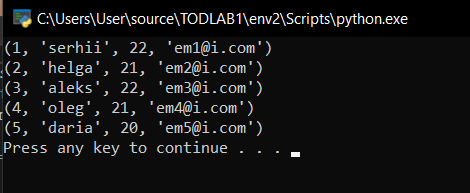 C:\Users\User\source\TODLAB1\env2\Scripts\python.exe
(1, 'serhii', 22, 'em1@i.com')
(2, 'helga', 21, 'em2@i.com')
(3, 'aleks', 22, 'em3@i.com')
(4, 'oleg', 21, 'em4@i.com')
(5, 'daria', 20, 'em5@i.com')
Press any key to continue . . .